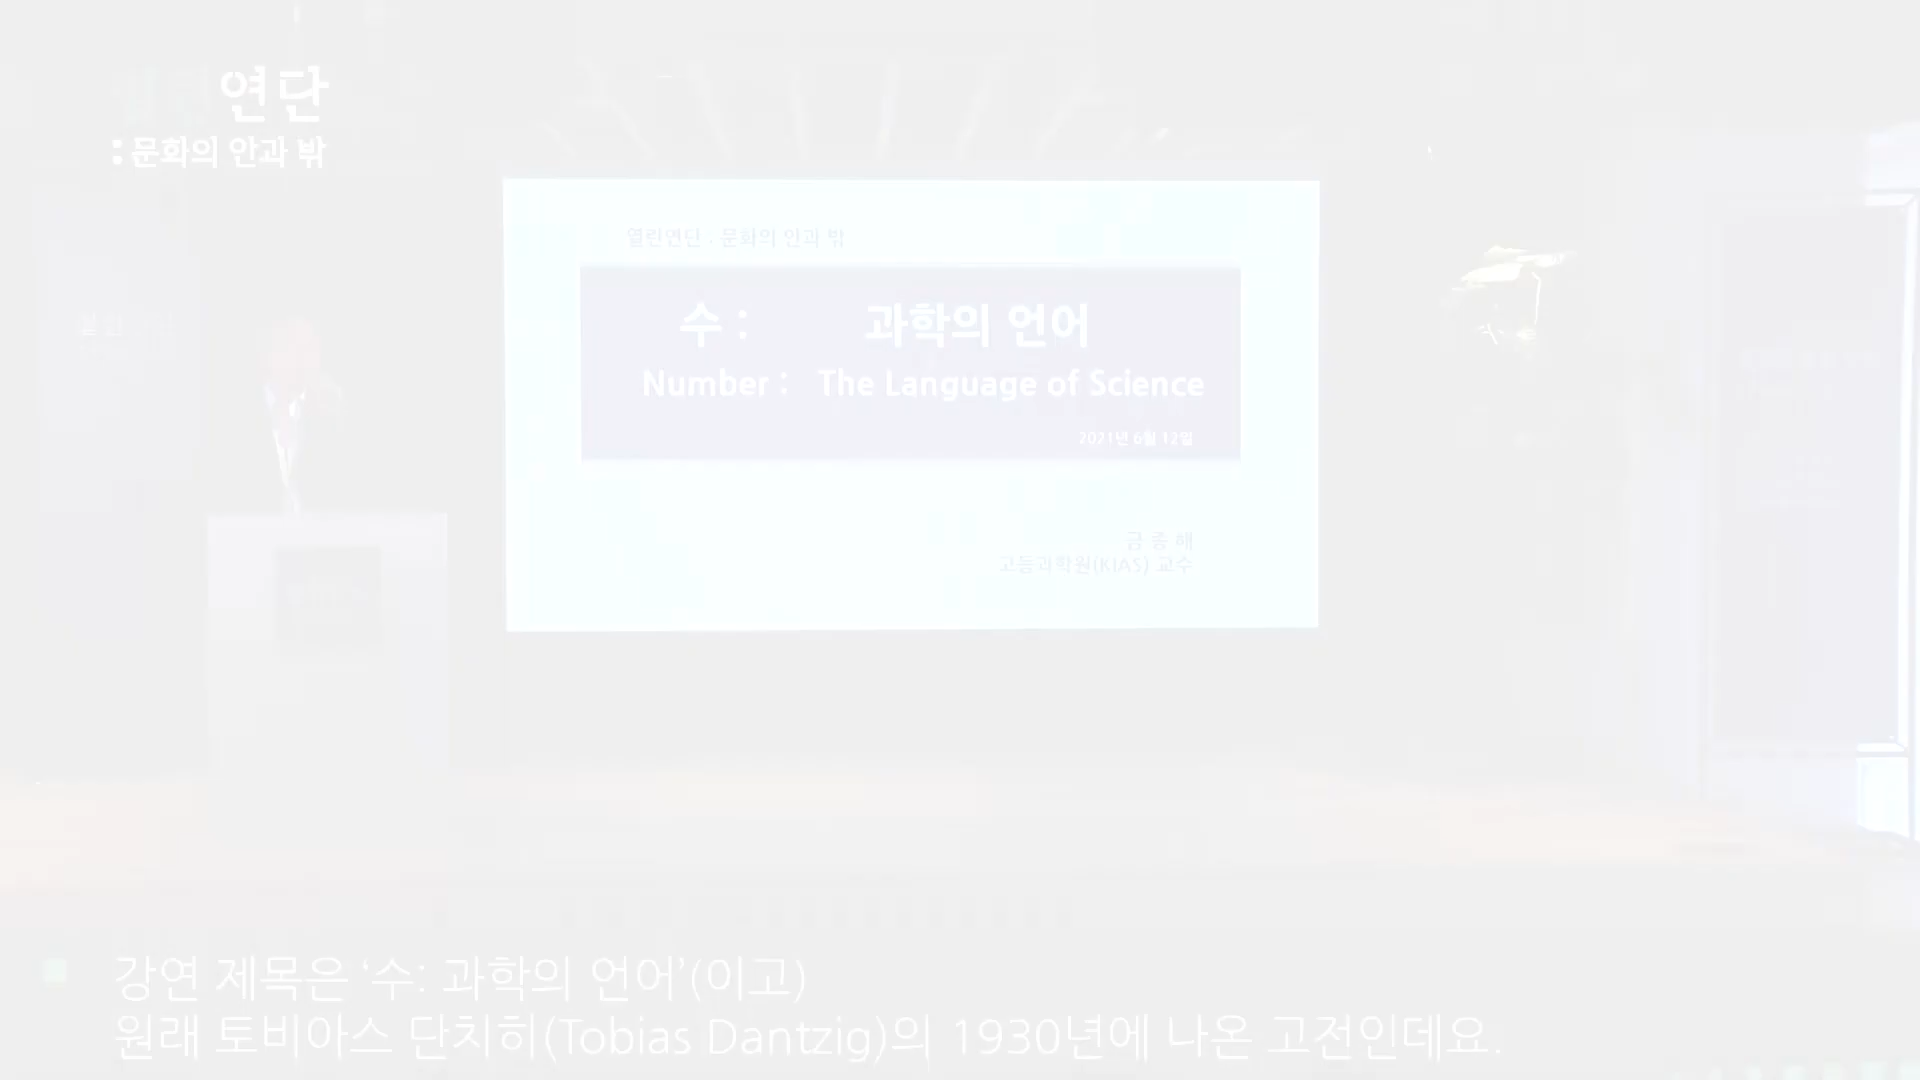 열린연단
: 문화의 안과 밖
열린연단 : 문화의 안과 밖
수 : 과학의 언어
Number : The Language of Science
2021년 6월 12일
금 종 해
고등과학원(KIAS) 교수
강연 제목은 ‘수: 과학의 언어’(이고)
원래 토비아스 단치히(Tobias Dantzig)의 1930년에 나온 고전인데요.